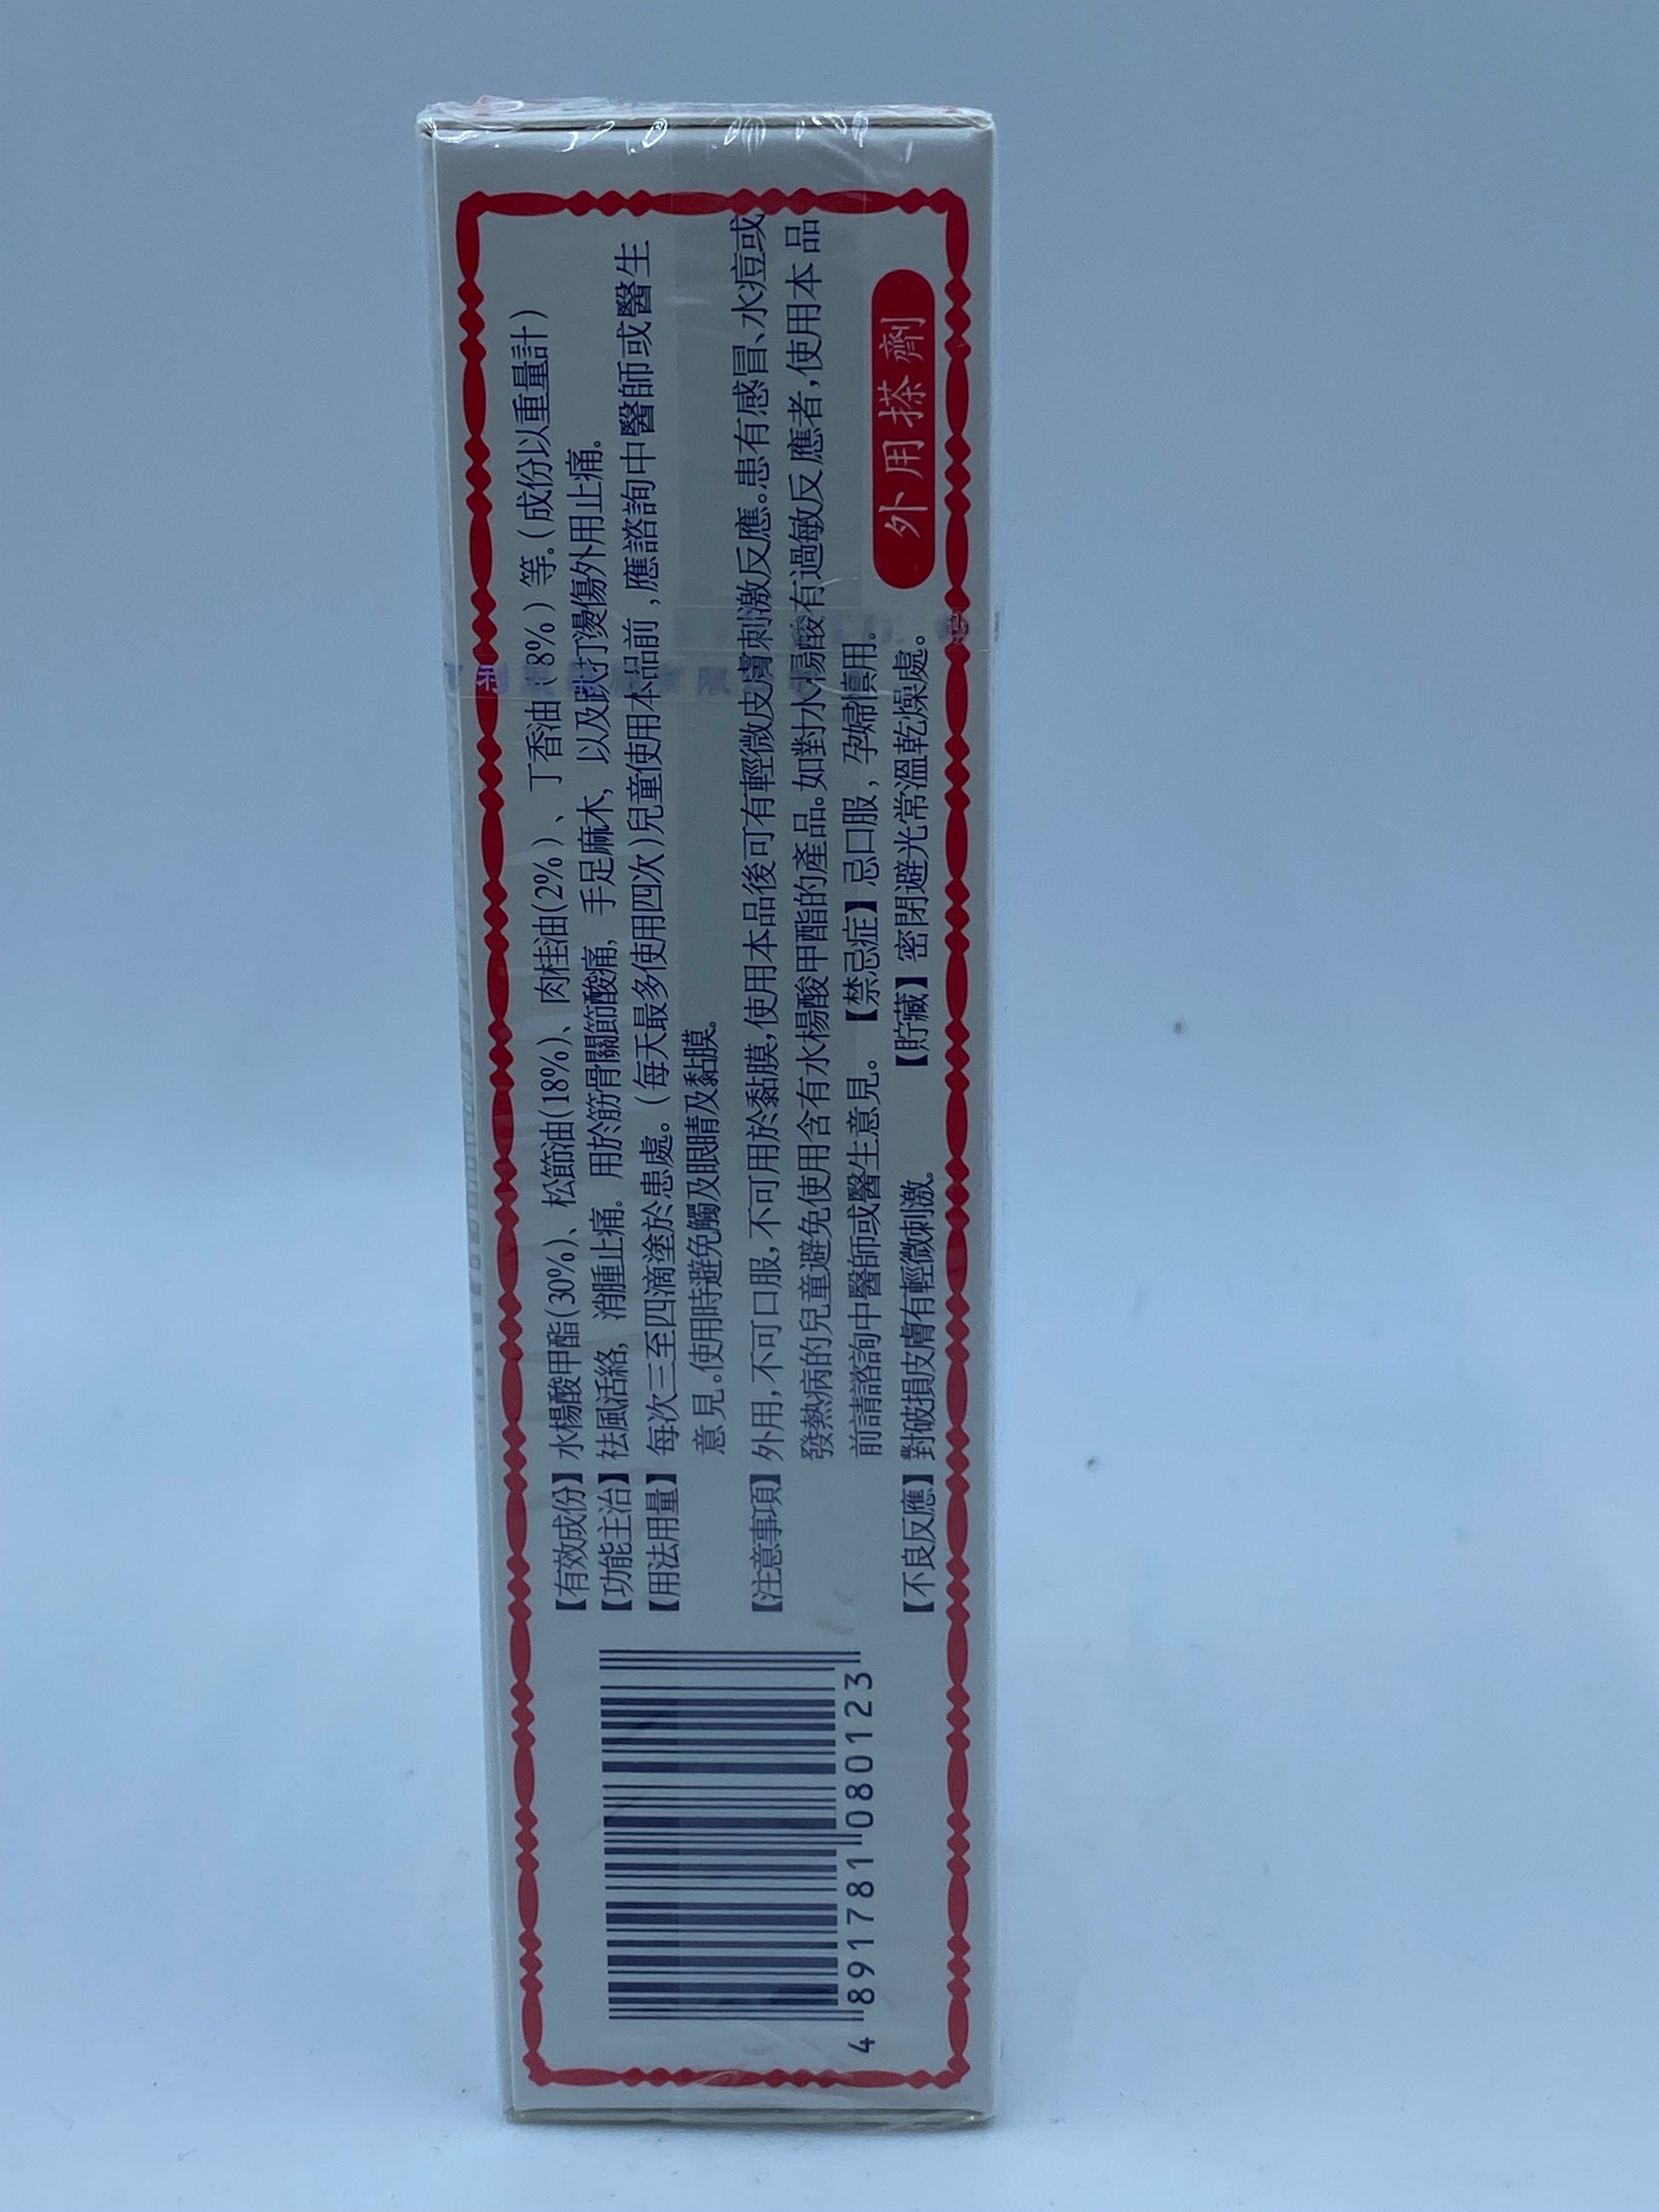 【有效成份】水楊酸甲酯(30%)、松節油(18%)、肉桂油(2%)、丁香油(8%)等。(成份以重量計)
【功能主治】祛風活絡, 消腫止痛。用於筋骨關節酸痛, 手足麻木, 以及跌打燙傷外用止痛。
【用法用量】每次三至四滴塗於患處。(每天最多使用四次)兒童使用本品前,應諮詢中醫師或醫生
意見。使用時避免觸及眼睛及黏膜。
【注意事項】外用,不可口服,不可用於黏膜,使用本品後可有輕微皮膚刺激反應。患有感冒、水痘或
發熱病的兒童避免使用含有水楊酸甲酯的產品。如對水楊酸有過敏反應者,使用本品
前請諮詢中醫師或醫生意見。【禁忌症】忌口服, 孕婦慎用。
【不良反應】對破損皮膚有輕微刺激。【貯藏】密閉避光常溫乾燥處。
外用搽劑
4 891781 080123